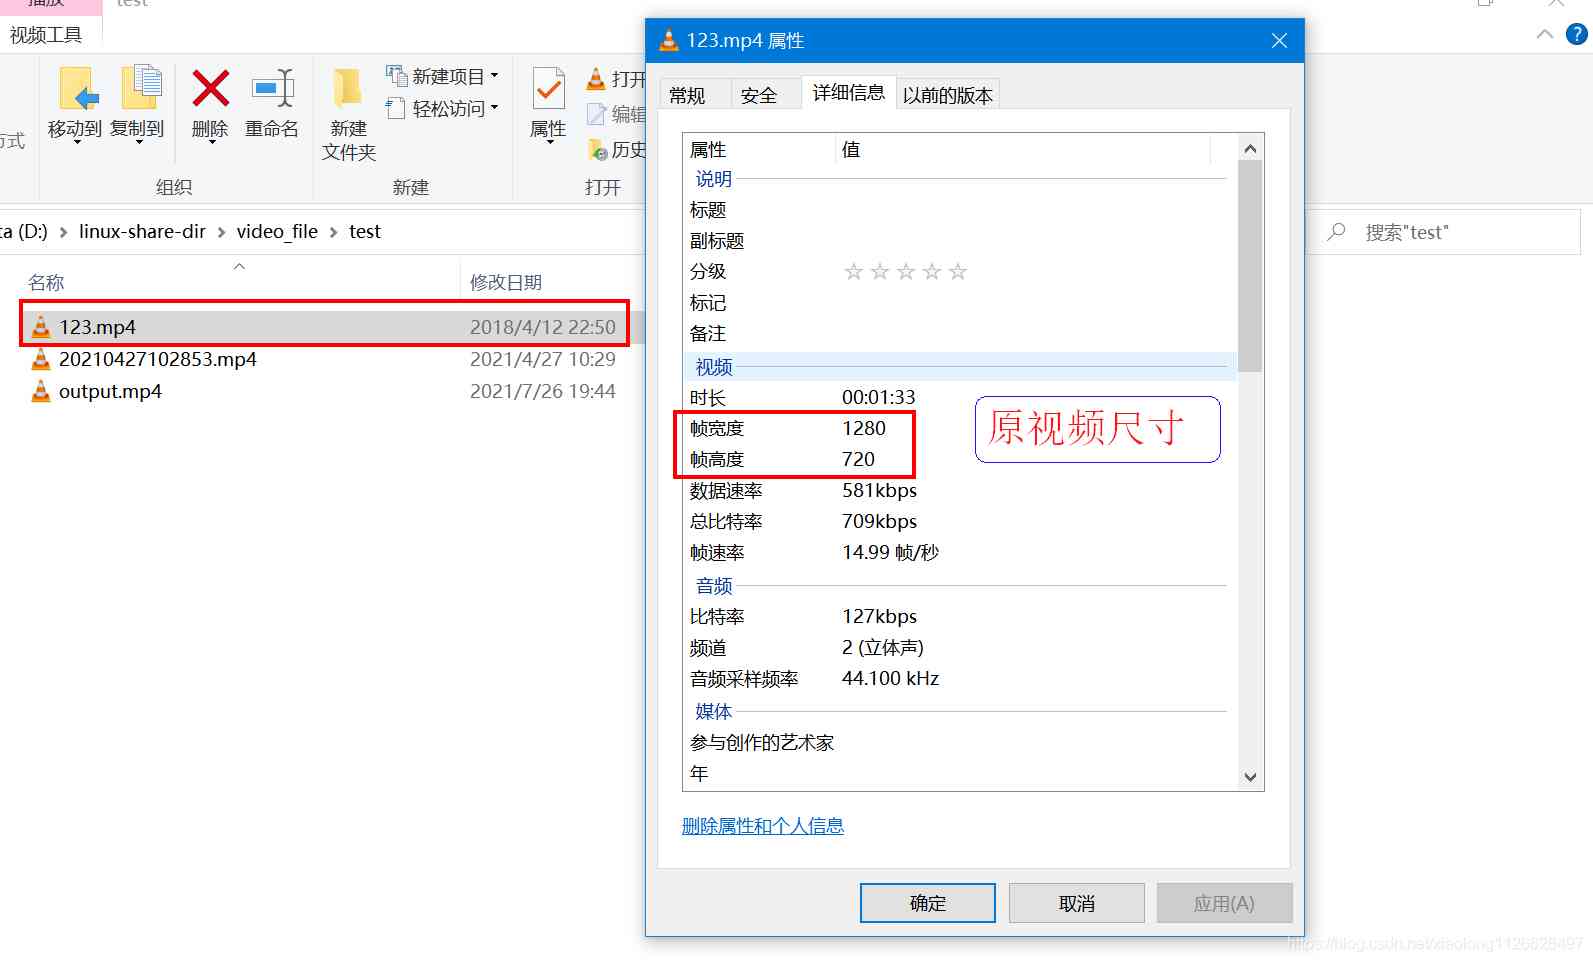 播放
test
视频工具
移动到
复制到
删除
重命名
新建
文件夹
新建项目
轻松访问
属性
打开
编辑
历史
方式
组织
新建
打开
ta (D:) > linux-share-dir > video_file > test
搜索"test"
名称
修改日期
123.mp4
2018/4/12 22:50
20210427102853.mp4
2021/4/27 10:29
output.mp4
2021/7/26 19:44
123.mp4 属性
常规
安全
详细信息
以前的版本
属性
值
说明
标题
副标题
分级
标记
备注
视频
时长 00:01:33
帧宽度 1280
帧高度 720
原视频尺寸
数据速率 581kbps
总比特率 709kbps
帧速率 14.99 帧/秒
音频
比特率 127kbps
频道 2 (立体声)
音频采样频率 44.100 kHz
媒体
参与创作的艺术家
年
删除属性和个人信息
确定
取消
应用(A)
https://blog.csdn.net/xiaolong1126626497